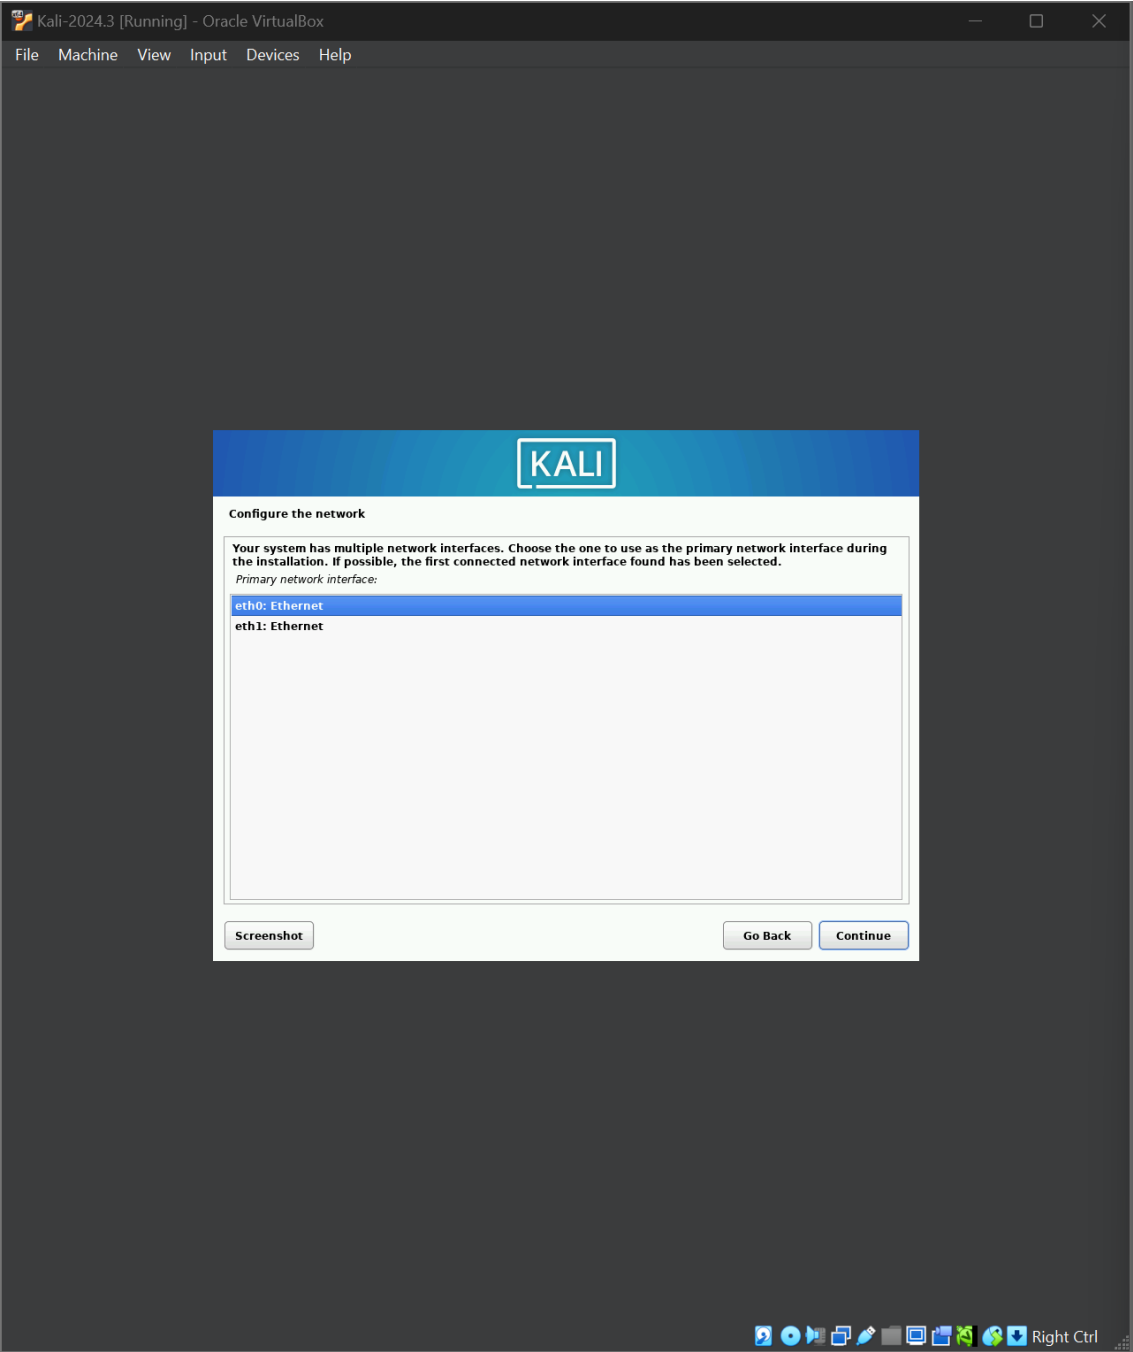 Kali-2024.3 [Running] - Oracle VirtualBox
File Machine View Input Devices Help
KALI
Configure the network
Your system has multiple network interfaces. Choose the one to use as the primary network interface during
the installation. If possible, the first connected network interface found has been selected.
Primary network interface:
eth0: Ethernet
eth1: Ethernet
Screenshot Go Back Continue
Right Ctrl